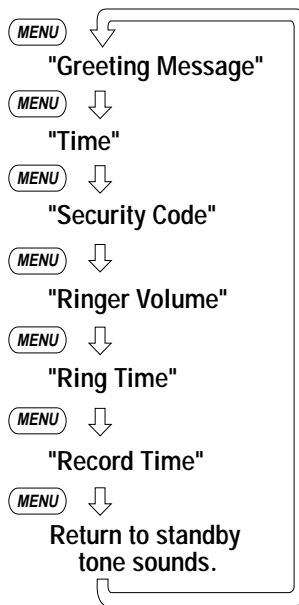 MENU
"Greeting Message"
MENU
"Time"
MENU
"Security Code"
MENU
"Ringer Volume"
MENU
"Ring Time"
MENU
"Record Time"
MENU
Return to standby
tone sounds.